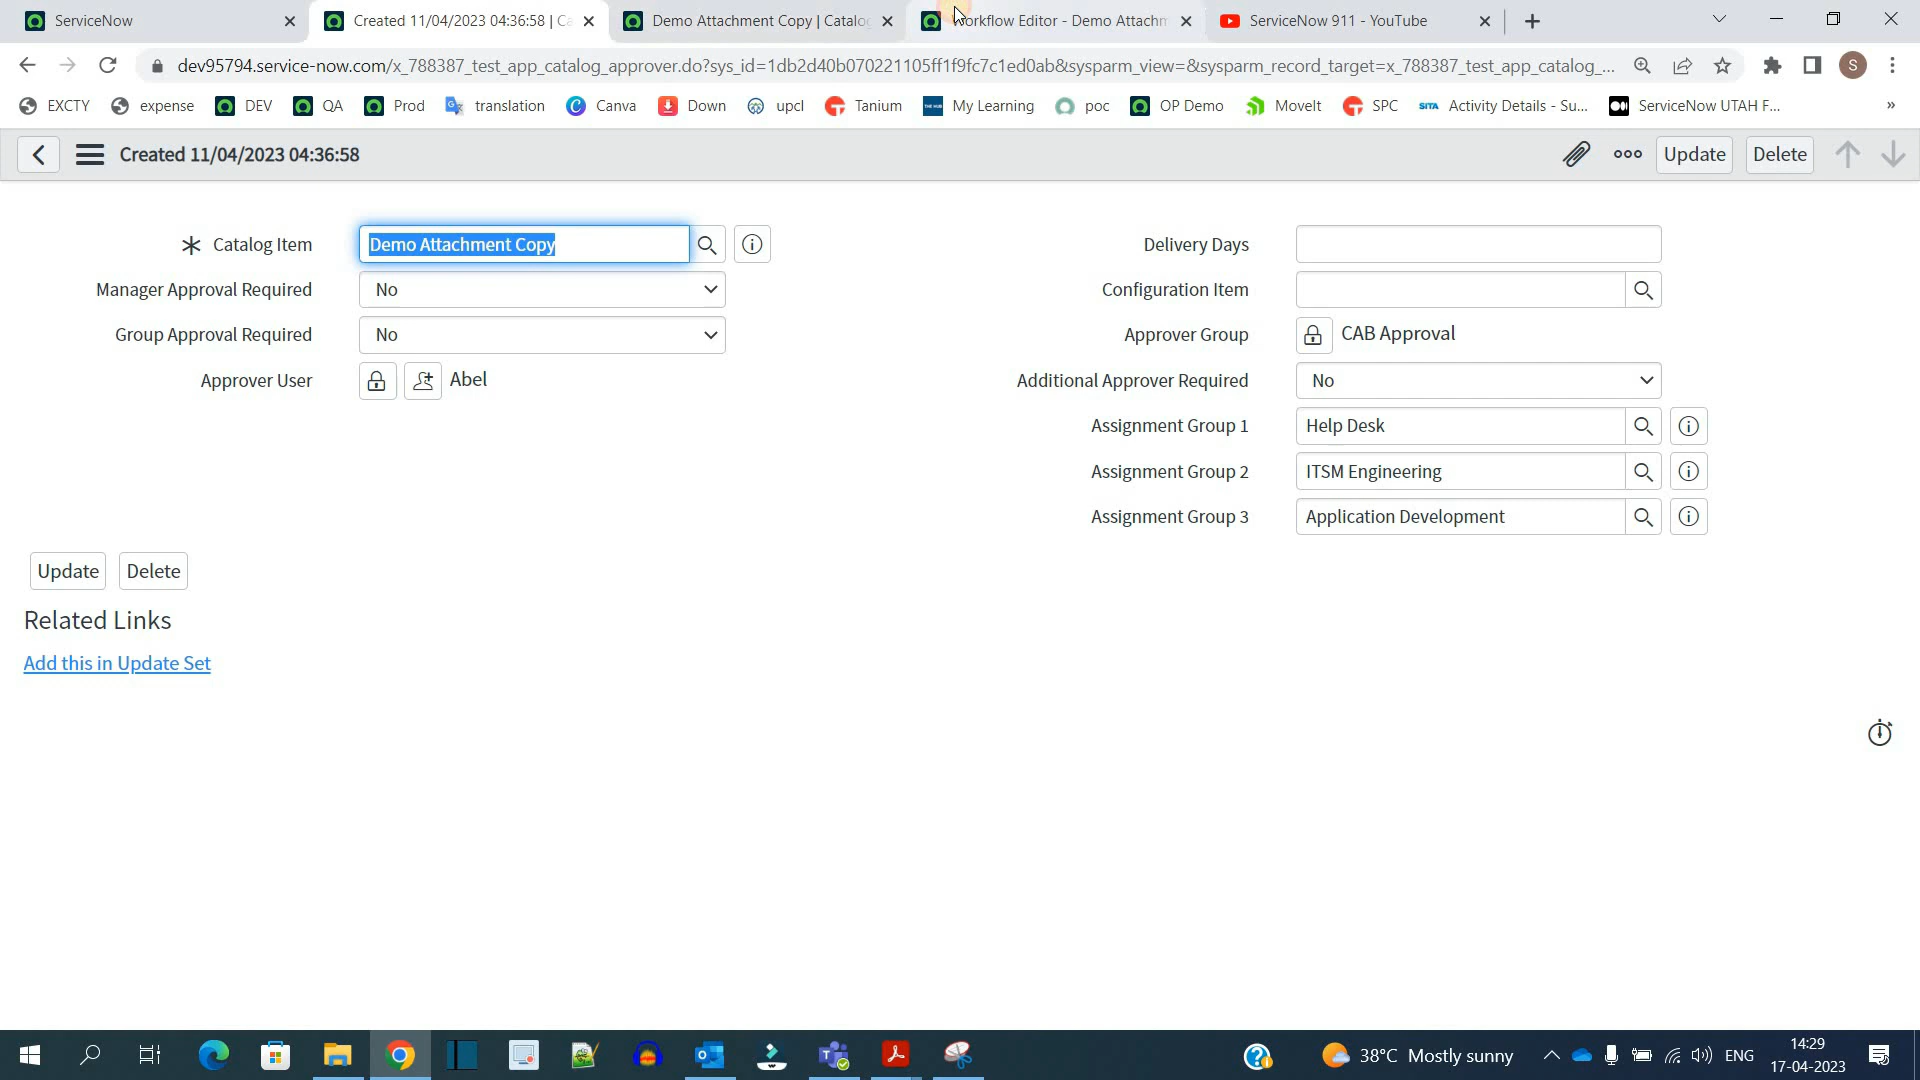 ServiceNow
Created 11/04/2023 04:36:58 | Ca
Demo Attachment Copy | Catalog
Workflow Editor - Demo Attachm
ServiceNow 911 - YouTube
dev95794.service-now.com/x_788387_test_app_catalog_approver.do?sys_id=1db2d40b070221105ff1f9fc7c1ed0ab&sysparm_view=&sysparm_record_target=x_788387_test_app_catalog_...
S
EXCTY
expense
DEV
QA
Prod
translation
Canva
Down
upcl
Tanium
My Learning
poc
OP Demo
MoveIt
SPC
SITA
Activity Details - Su...
ServiceNow UTAH F...
»
Created 11/04/2023 04:36:58
Update
Delete
Catalog Item
Demo Attachment Copy
Manager Approval Required
No
Group Approval Required
No
Approver User
Abel
Delivery Days
Configuration Item
Approver Group
CAB Approval
Additional Approver Required
No
Assignment Group 1
Help Desk
Assignment Group 2
ITSM Engineering
Assignment Group 3
Application Development
Update
Delete
Related Links
Add this in Update Set
38°C Mostly sunny
ENG
14:29
17-04-2023